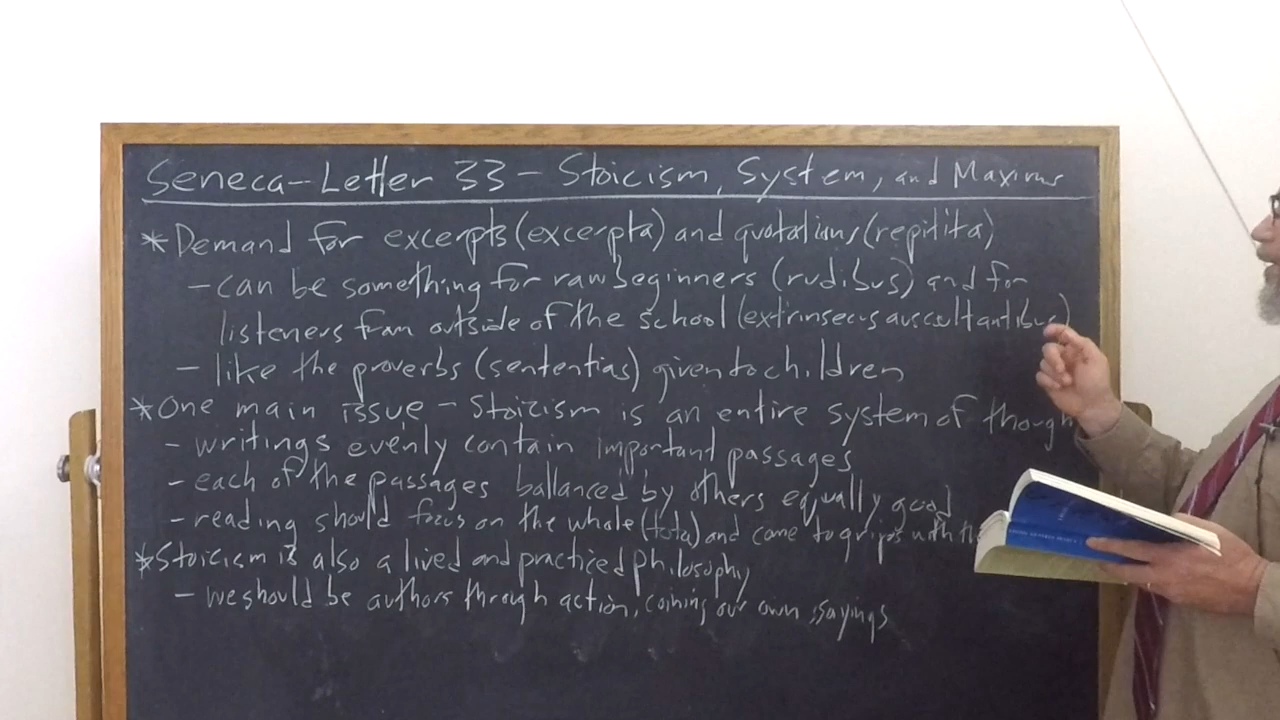 Seneca - Letter 33 - Stoicism, System, and Maxims
* Demand for excerpts (excerpta) and quotations (repitita)
- can be something for raw beginners (rudibus) and for
listeners from outside of the school (extrinsecus auscultantibus)
- like the proverbs (sententias) given to children
* One main issue - Stoicism is an entire system of though
- writings evenly contain important passages
- each of the passages ballanced by others equally good
- reading should focus on the whole (tota) and come to grips with the
* Stoicism is also a lived and practiced philosophy
- we should be authors through action, coining our own sayings